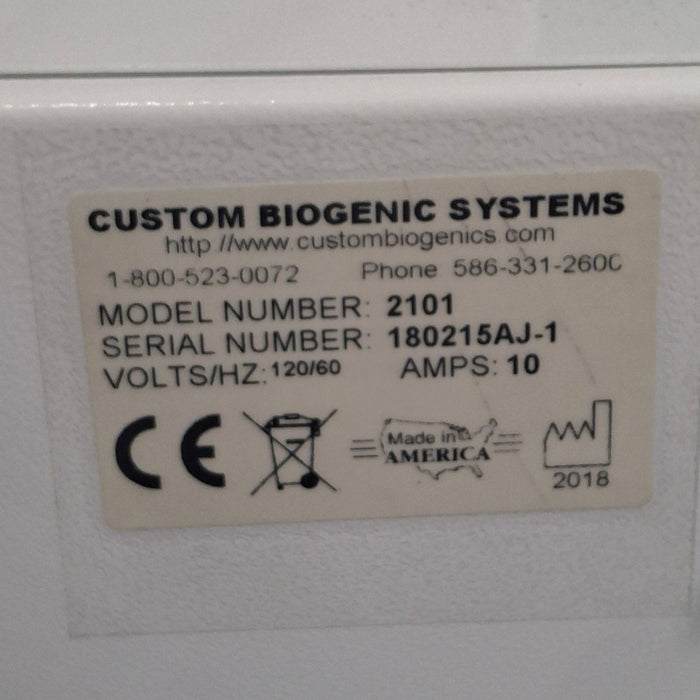 CUSTOM BIOGENIC SYSTEMS
http //www.custombiogenics.com
1-800-523-0072 Phone 586-331-2600
MODEL NUMBER: 2101
SERIAL NUMBER: 180215AJ-1
VOLTS/HZ: 120/60 AMPS: 10
CE
Made in
AMERICA
2018